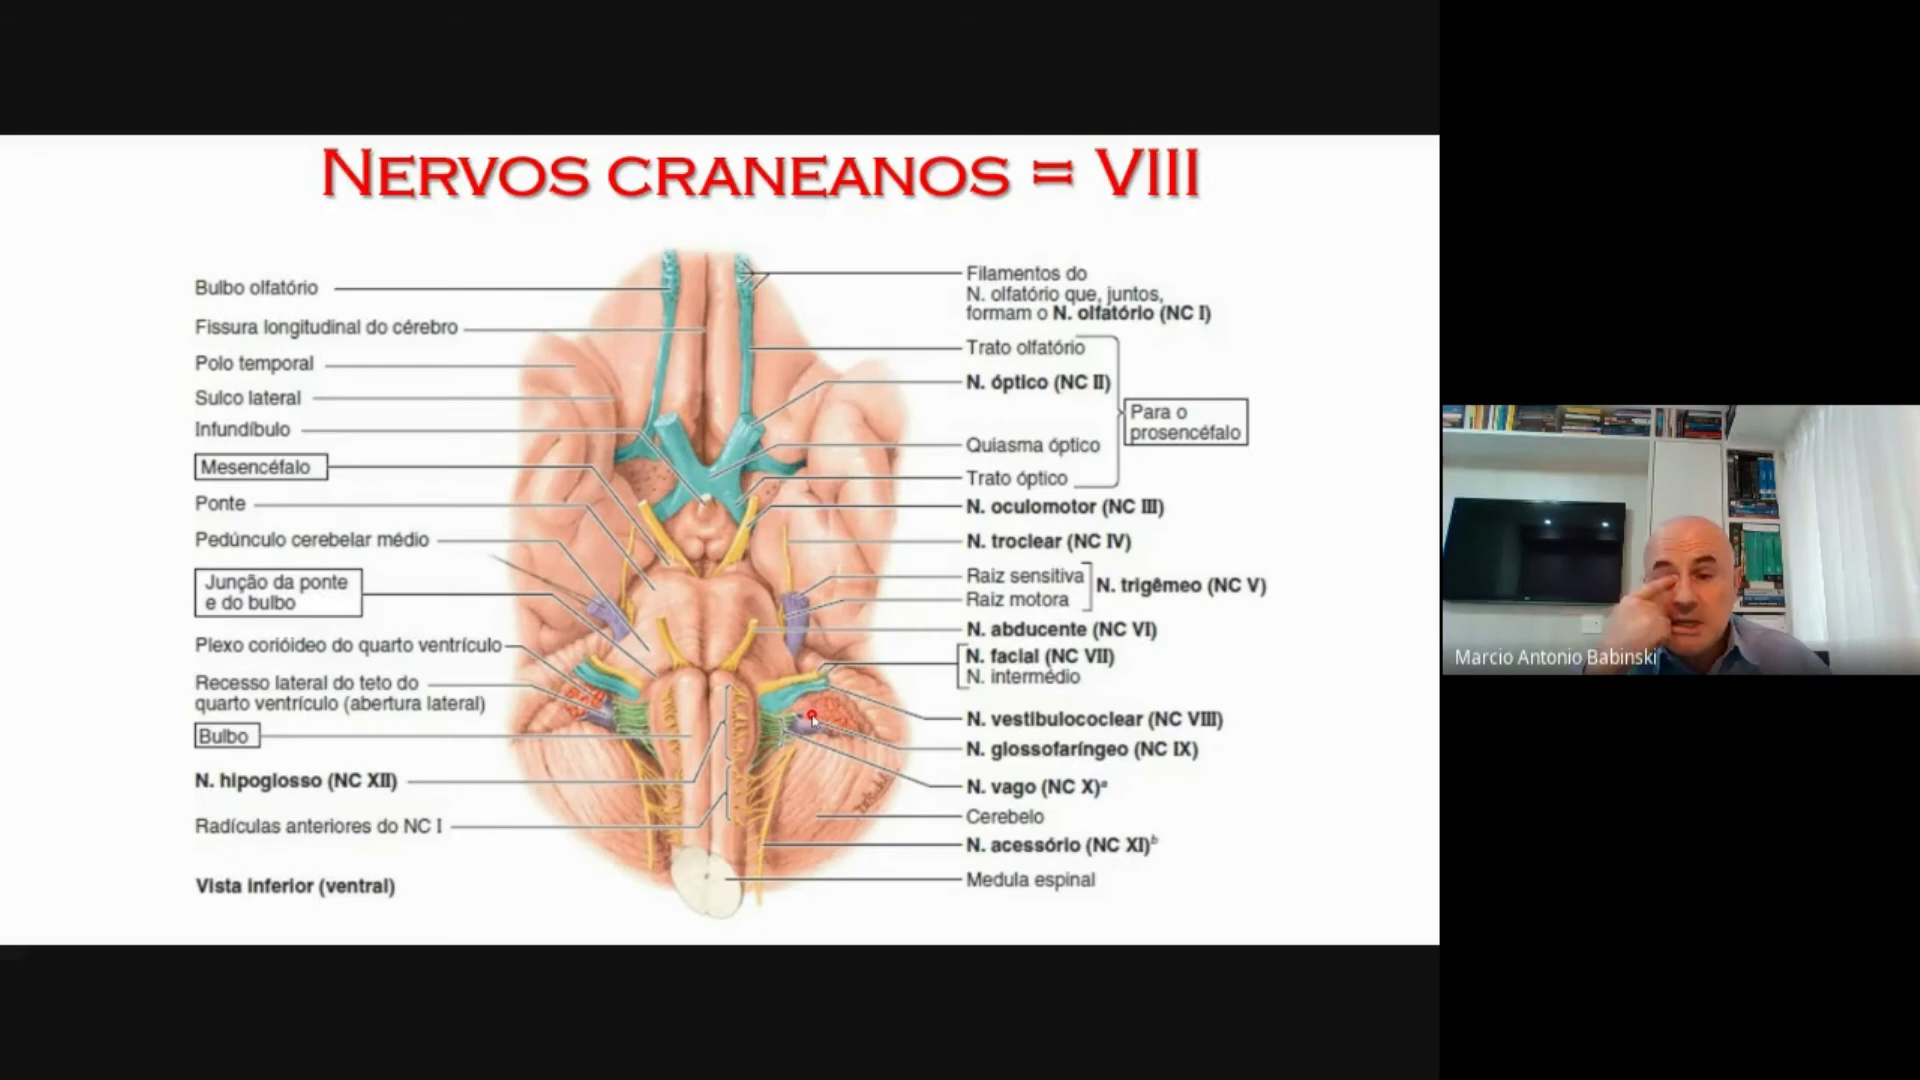 NERVOS CRANEANOS = VIII
Bulbo olfatório
Fissura longitudinal do cérebro
Polo temporal
Sulco lateral
Infundíbulo
Mesencéfalo
Ponte
Pedúnculo cerebelar médio
Junção da ponte
e do bulbo
Plexo corióideo do quarto ventrículo
Recesso lateral do teto do
quarto ventrículo (abertura lateral)
Bulbo
N. hipoglosso (NC XII)
Radículas anteriores do NC I
Vista inferior (ventral)
Filamentos do
N. olfatório que, juntos,
formam o N. olfatório (NC I)
Trato olfatório
N. óptico (NC II)
Para o
prosencéfalo
Quiasma óptico
Trato óptico
N. oculomotor (NC III)
N. troclear (NC IV)
Raiz sensitiva
Raiz motora
N. trigêmeo (NC V)
N. abducente (NC VI)
N. facial (NC VII)
N. intermédio
N. vestibulococlear (NC VIII)
N. glossofaríngeo (NC IX)
N. vago (NC X)ª
Cerebelo
N. acessório (NC XI)ᵇ
Medula espinal
Marcio Antonio Babinski